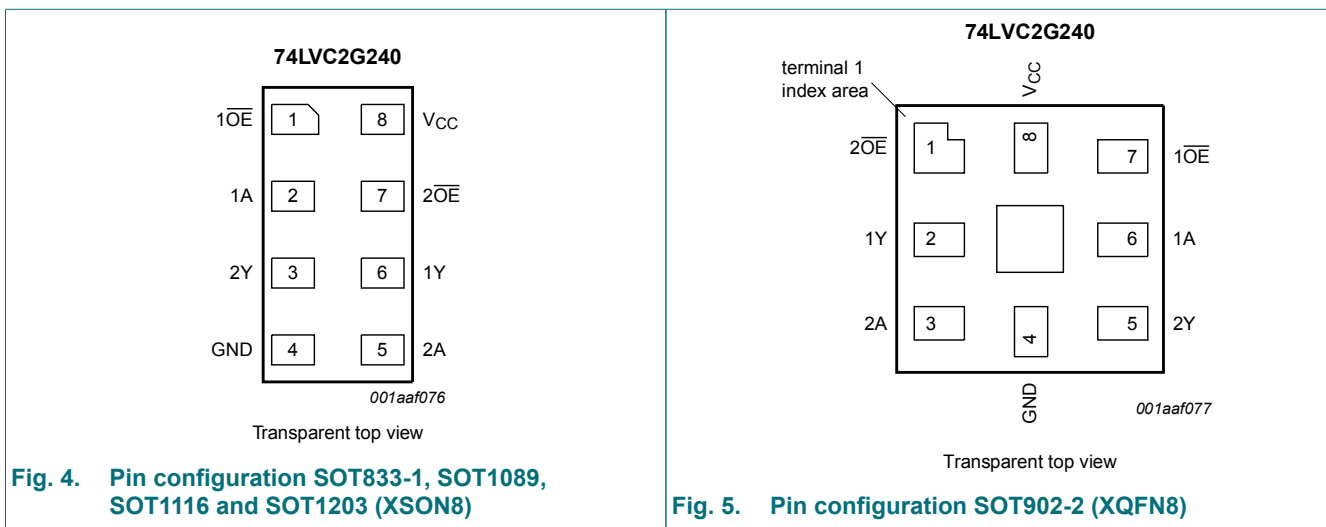 74LVC2G240
1OE 1 8 VCC
1A 2 7 2OE
2Y 3 6 1Y
GND 4 5 2A
001aaf076
Transparent top view
Fig. 4. Pin configuration SOT833-1, SOT1089,
SOT1116 and SOT1203 (XSON8)
74LVC2G240
terminal 1
index area
VCC
2OE 1 8 7 1OE
1Y 2 6 1A
2A 3 4 5 2Y
GND
001aaf077
Transparent top view
Fig. 5. Pin configuration SOT902-2 (XQFN8)